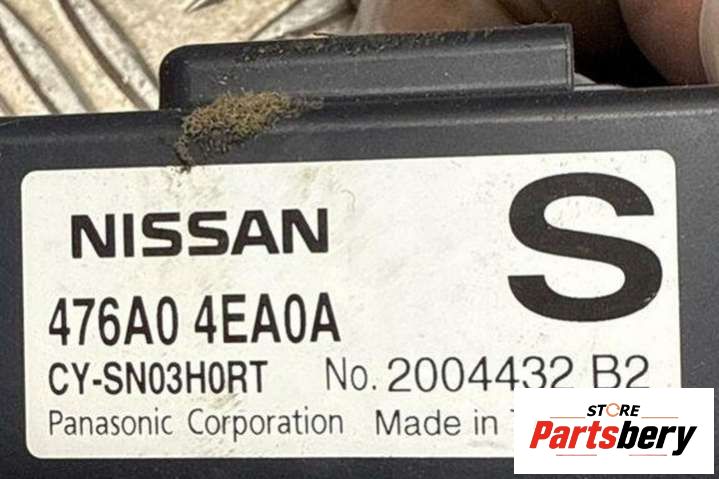 NISSAN
S
476A0 4EA0A
CY-SN03H0RT No. 2004432 B2
Panasonic Corporation Made in
STORE
Partsbery